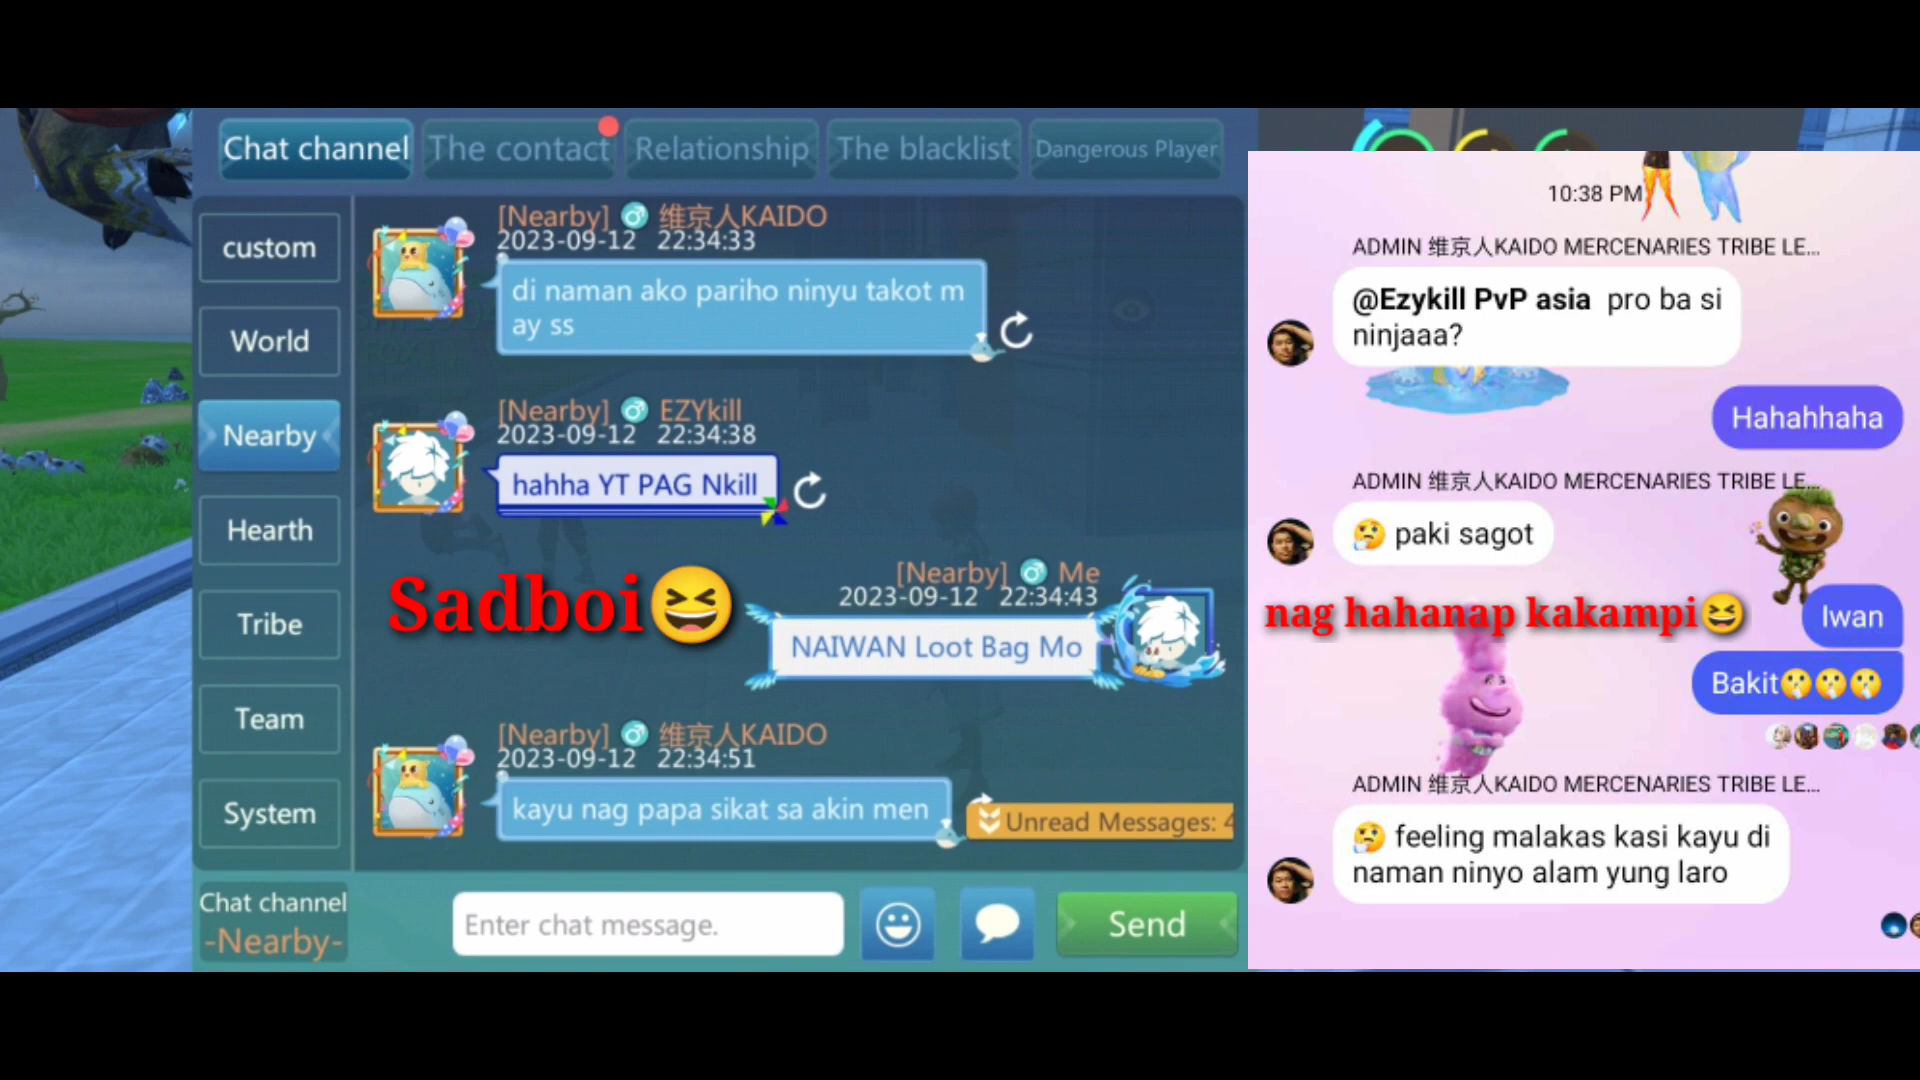 Chat channel
The contact
Relationship
The blacklist
Dangerous Player
custom
World
Nearby
Hearth
Tribe
Team
System
Chat channel
-Nearby-
[Nearby] ♂ 维京人KAIDO
2023-09-12 22:34:33
di naman ako pariho ninyu takot m
ay ss
[Nearby] ♂ EZYkill
2023-09-12 22:34:38
hahha YT PAG Nkill
Sadboi😆
[Nearby] ♂ Me
2023-09-12 22:34:43
NAIWAN Loot Bag Mo
[Nearby] ♂ 维京人KAIDO
2023-09-12 22:34:51
kayu nag papa sikat sa akin men
Unread Messages: 4
Enter chat message.
Send
10:38 PM
ADMIN 维京人KAIDO MERCENARIES TRIBE LE...
@Ezykill PvP asia pro ba si
ninjaaa?
Hahahhaha
ADMIN 维京人KAIDO MERCENARIES TRIBE LE...
🤔 paki sagot
nag hahanap kakampi😆
Iwan
Bakit🤫🤫🤫
ADMIN 维京人KAIDO MERCENARIES TRIBE LE...
🤔 feeling malakas kasi kayu di
naman ninyo alam yung laro